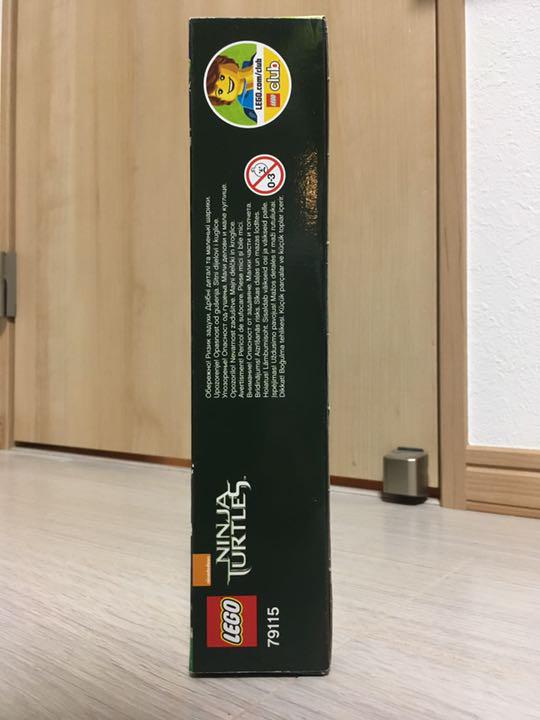 LEGO
79115
nickelodeon
NINJA
TURTLES
Обережно! Ризик задухи. Дрібні деталі та маленькі шарики.
Upozorenje! Opasnost od gušenja. Sitni dijelovi i kuglice.
Упозорење! Опасност од гушења. Мали делови и мале куглице.
Opozorilo! Nevarnost zadušitve. Majni delčki in kroglice.
Avertisment! Pericol de sufocare. Piese mici şi bile mici.
Внимание! Опасност от задавяне. Малки части и топчета.
Brīdinājums! Aizrīšanās risks. Sīkas daļas un mazas lodītes.
Hoiatus! Lämbumisoht. Sisaldab väikseid osi ja väikseid palle.
Įspėjimas! Uždusimo pavojus! Mažos detalės ir maži rutuliukai.
Dikkat! Boğulma tehlikesi. Küçük parçalar ve küçük toplar içerir.
0-3
LEGO.com/club
LEGO club